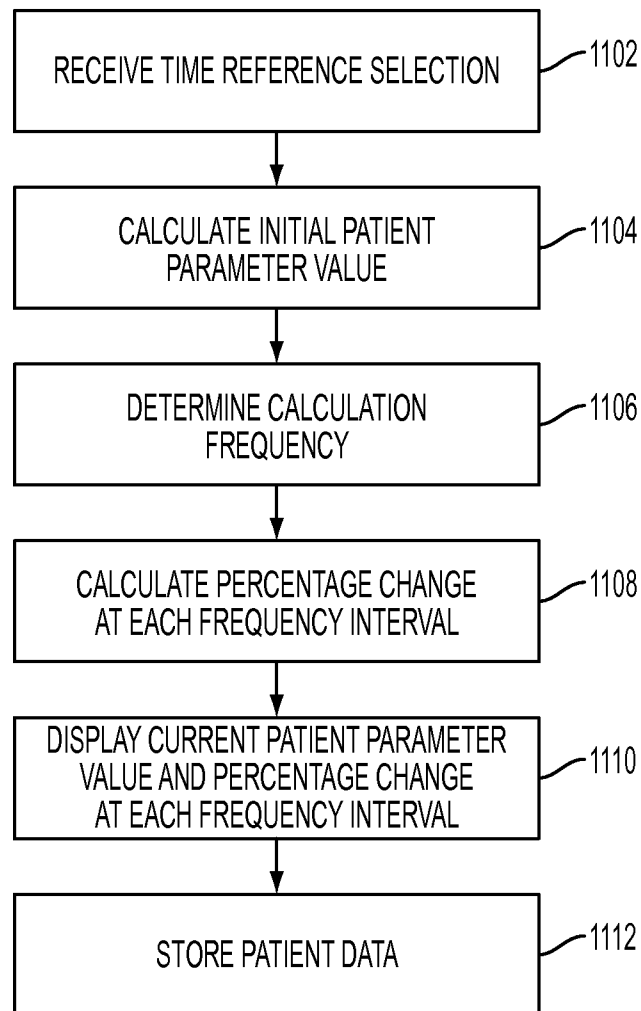 RECEIVE TIME REFERENCE SELECTION
1102
CALCULATE INITIAL PATIENT
PARAMETER VALUE
1104
DETERMINE CALCULATION
FREQUENCY
1106
CALCULATE PERCENTAGE CHANGE
AT EACH FREQUENCY INTERVAL
1108
DISPLAY CURRENT PATIENT PARAMETER
VALUE AND PERCENTAGE CHANGE
AT EACH FREQUENCY INTERVAL
1110
STORE PATIENT DATA
1112